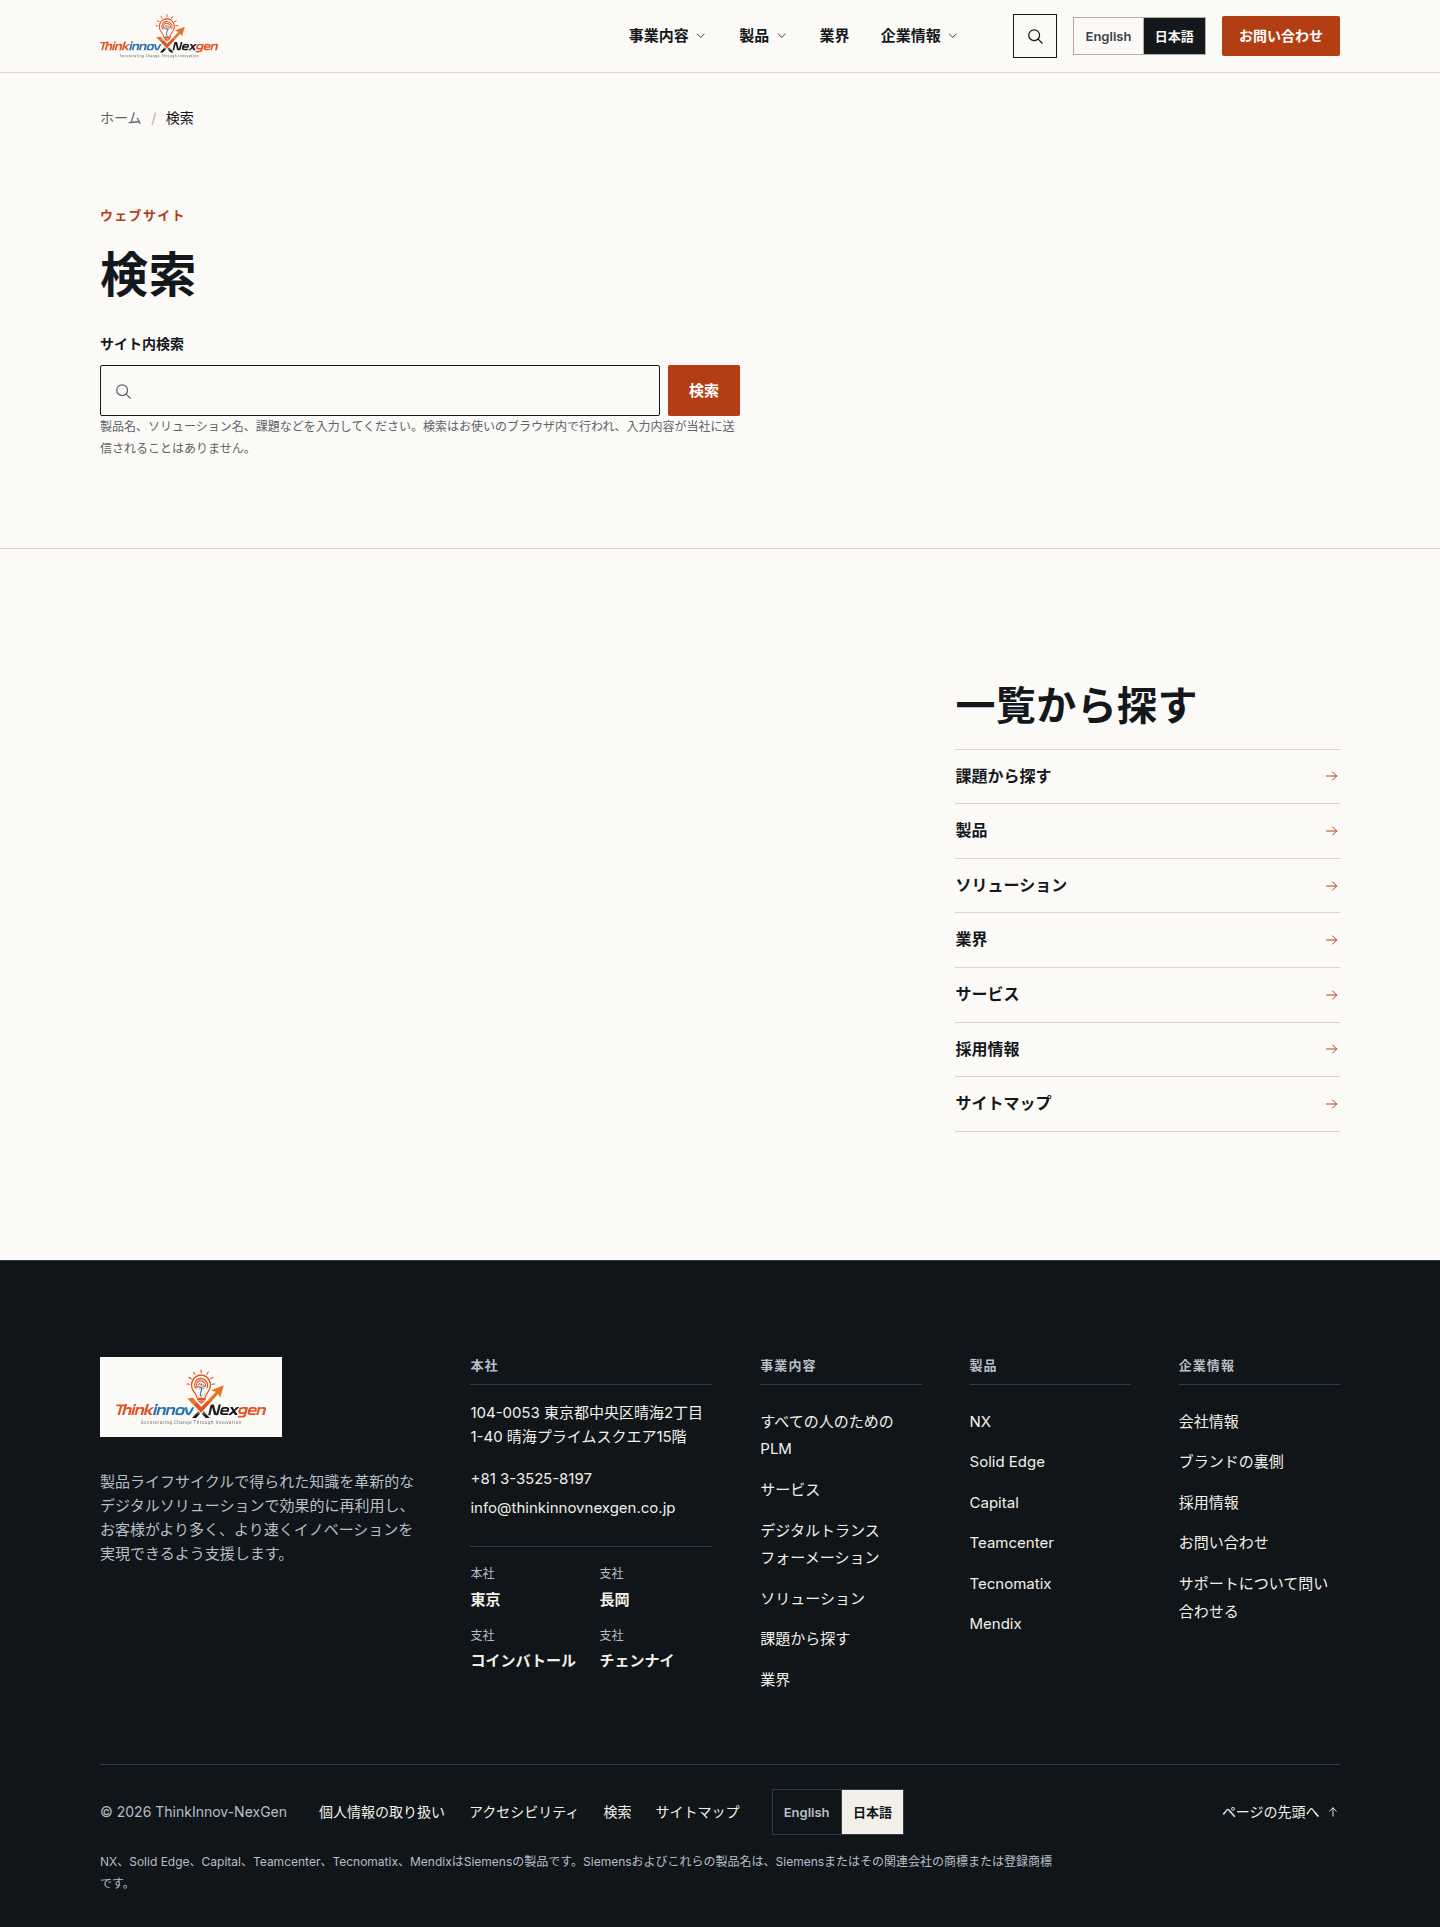 ThinkinnovXNexgen
Accelerating Change Through Innovation
事業内容
製品
業界
企業情報
English
日本語
お問い合わせ
ホーム / 検索
ウェブサイト
検索
サイト内検索
検索
製品名、ソリューション名、課題などを入力してください。検索はお使いのブラウザ内で行われ、入力内容が当社に送
信されることはありません。
一覧から探す
課題から探す
製品
ソリューション
業界
サービス
採用情報
サイトマップ
ThinkinnovXNexgen
Accelerating Change Through Innovation
製品ライフサイクルで得られた知識を革新的な
デジタルソリューションで効果的に再利用し、
お客様がより多く、より速くイノベーションを
実現できるよう支援します。
本社
104-0053 東京都中央区晴海2丁目
1-40 晴海プライムスクエア15階
+81 3-3525-8197
info@thinkinnovnexgen.co.jp
本社
東京
支社
長岡
支社
コインバトール
支社
チェンナイ
事業内容
すべての人のための
PLM
サービス
デジタルトランス
フォーメーション
ソリューション
課題から探す
業界
製品
NX
Solid Edge
Capital
Teamcenter
Tecnomatix
Mendix
企業情報
会社情報
ブランドの裏側
採用情報
お問い合わせ
サポートについて問い
合わせる
© 2026 ThinkInnov-NexGen
個人情報の取り扱い
アクセシビリティ
検索
サイトマップ
English
日本語
ページの先頭へ ↑
NX、Solid Edge、Capital、Teamcenter、Tecnomatix、MendixはSiemensの製品です。Siemensおよびこれらの製品名は、Siemensまたはその関連会社の商標または登録商標
です。